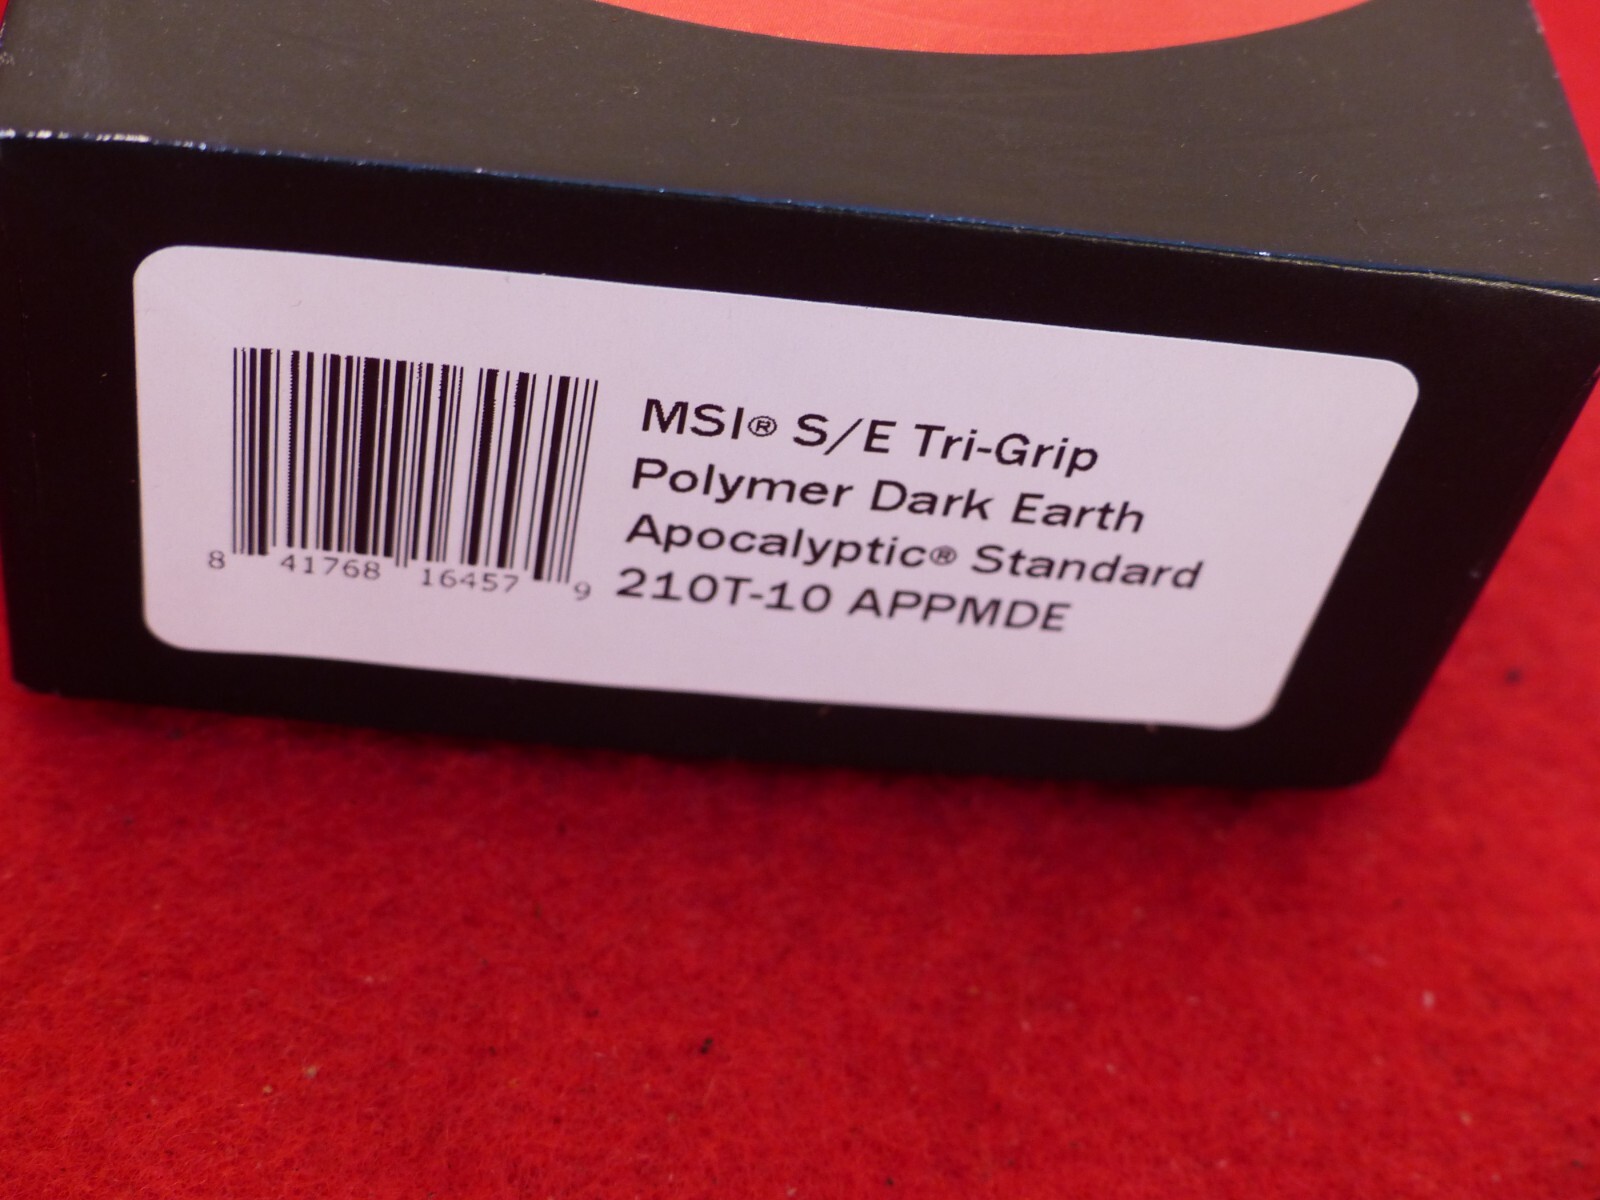 MSI® S/E Tri-Grip
Polymer Dark Earth
Apocalyptic® Standard
210T-10 APPMDE
8 41768 16457 9